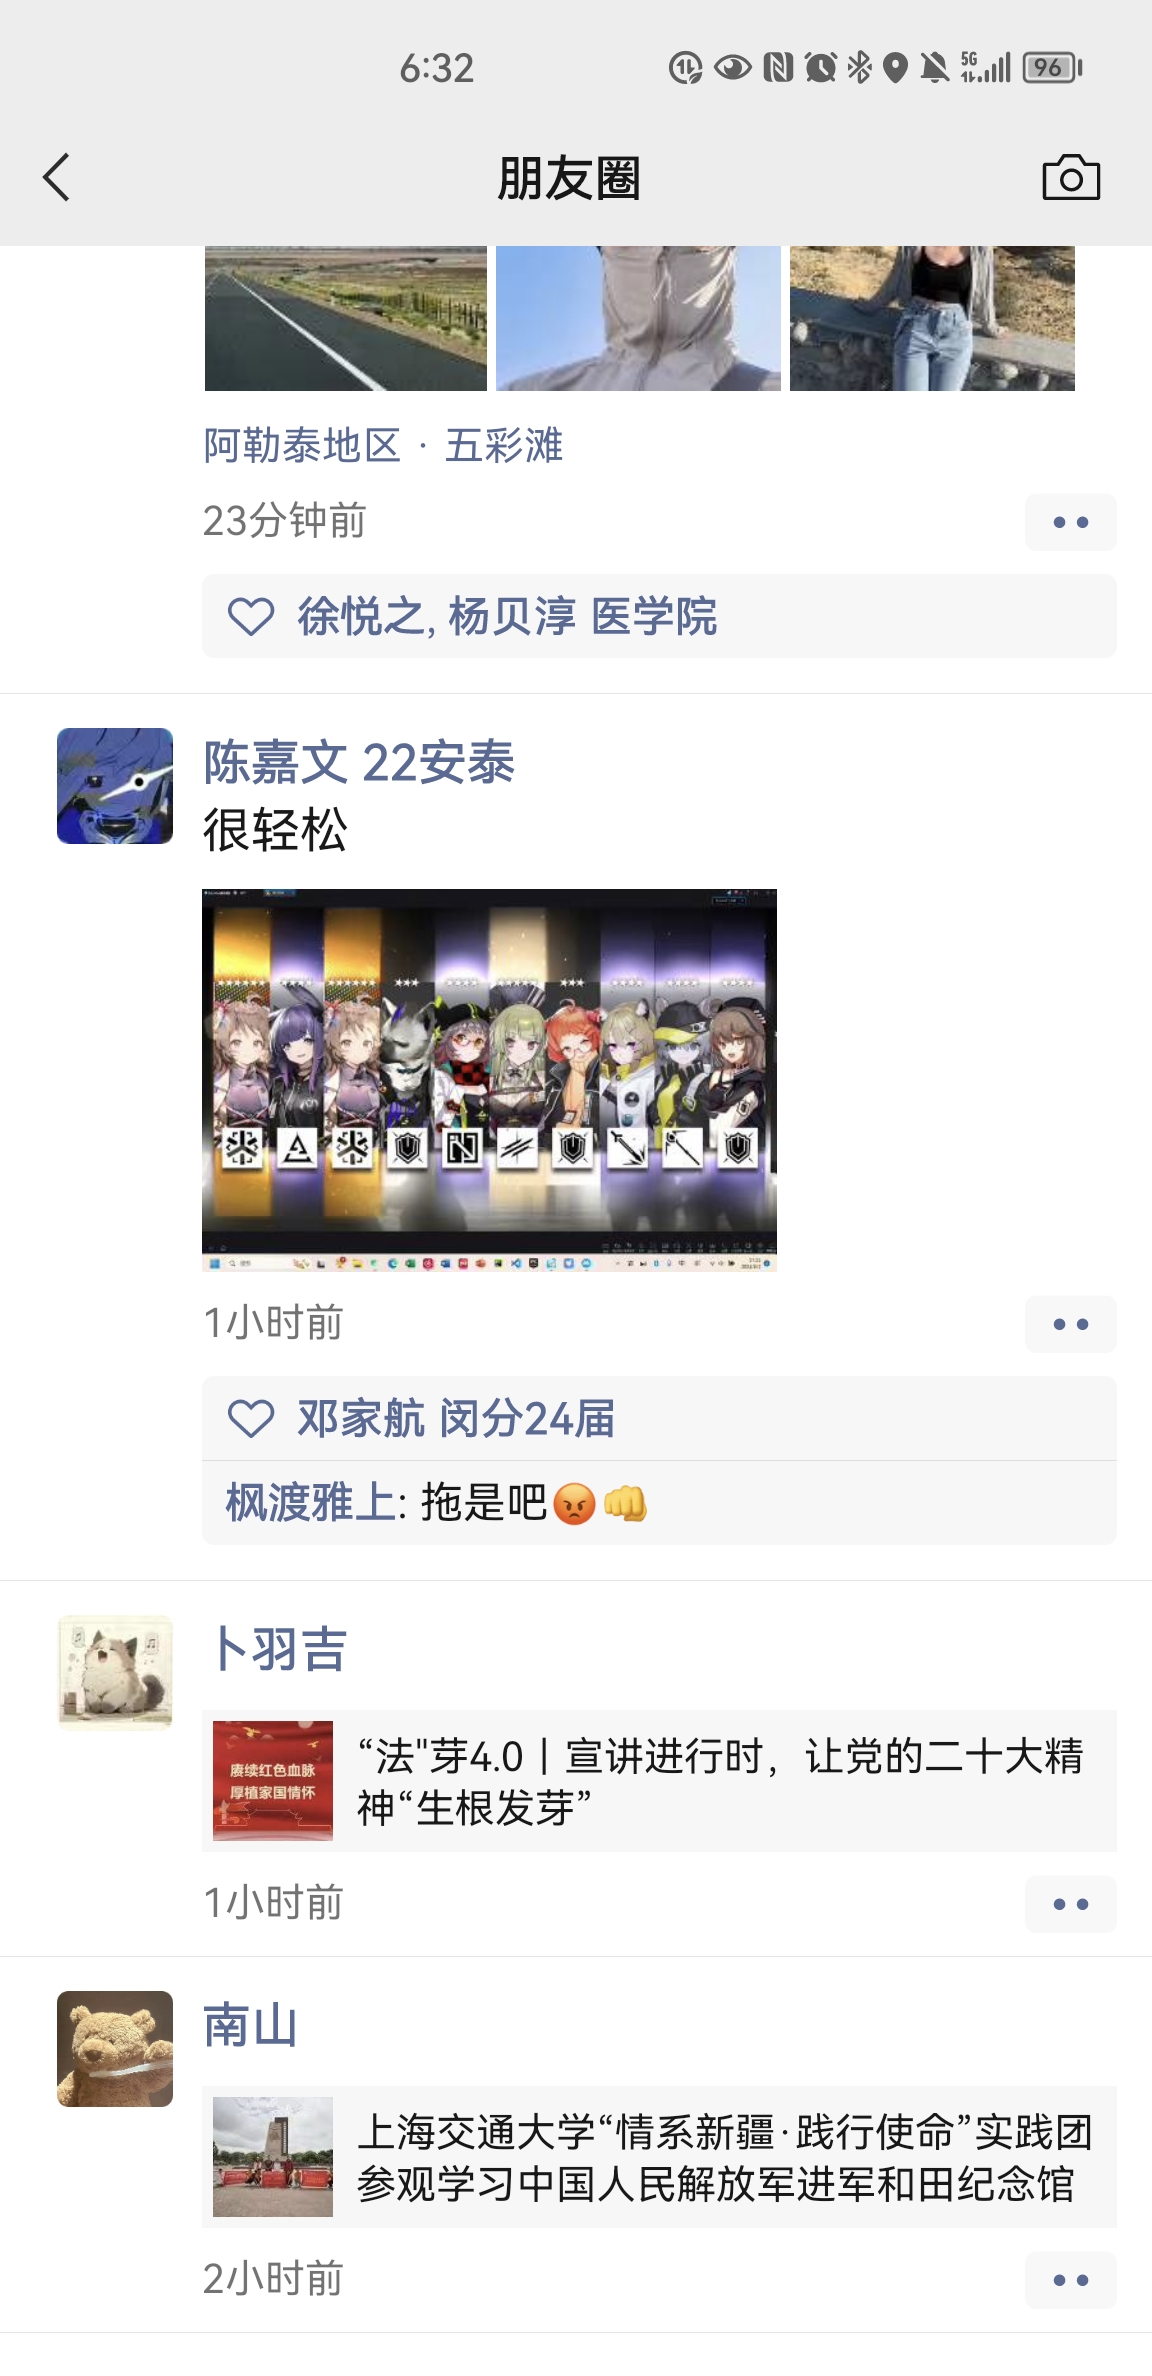 6:32
5G
96
朋友圈
阿勒泰地区 · 五彩滩
23分钟前
徐悦之, 杨贝淳 医学院
陈嘉文 22安泰
很轻松
1小时前
邓家航 闵分24届
枫渡雅上: 拖是吧😡👊
卜羽吉
赓续红色血脉
厚植家国情怀
“法"芽4.0丨宣讲进行时，让党的二十大精
神“生根发芽”
1小时前
南山
上海交通大学“情系新疆·践行使命”实践团
参观学习中国人民解放军进军和田纪念馆
2小时前